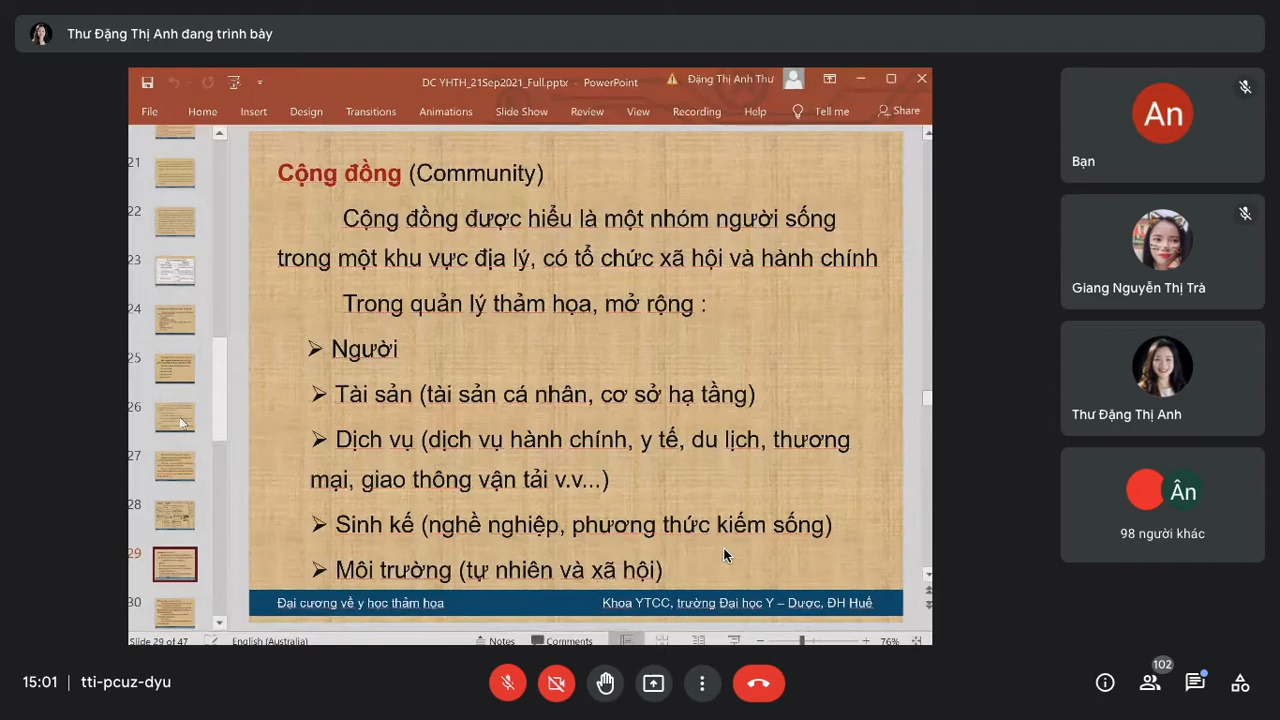 Thư Đặng Thị Anh đang trình bày
DC YHTH_21Sep2021_Full.pptx - PowerPoint
Đặng Thị Anh Thư
File Home Insert Design Transitions Animations Slide Show Review View Recording Help Tell me Share
21
22
23
24
25
26
27
28
29
30
Cộng đồng (Community)
Cộng đồng được hiểu là một nhóm người sống
trong một khu vực địa lý, có tổ chức xã hội và hành chính
Trong quản lý thảm họa, mở rộng :
➢ Người
➢ Tài sản (tài sản cá nhân, cơ sở hạ tầng)
➢ Dịch vụ (dịch vụ hành chính, y tế, du lịch, thương
mại, giao thông vận tải v.v...)
➢ Sinh kế (nghề nghiệp, phương thức kiếm sống)
➢ Môi trường (tự nhiên và xã hội)
Đại cương về y học thảm họa
Khoa YTCC, trường Đại học Y – Dược, ĐH Huế
Slide 29 of 47 English (Australia) Notes Comments 76%
An
Bạn
Giang Nguyễn Thị Trà
Thư Đặng Thị Anh
Ân
98 người khác
15:01 | tti-pcuz-dyu
102